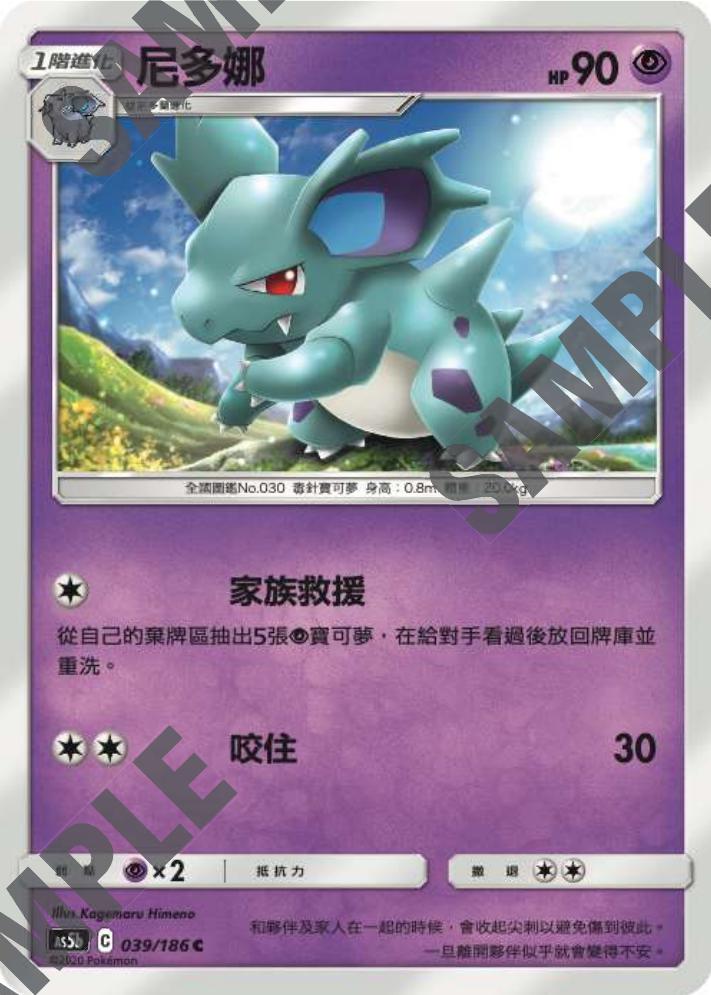 1階進化 尼多娜 HP 90
從尼多蘭進化
全國圖鑑No.030 毒針寶可夢 身高：0.8m 體重：20.0kg
家族救援
從自己的棄牌區抽出5張寶可夢，在給對手看過後放回牌庫並
重洗。
咬住 30
弱點 ×2 抵抗力 撤退
Illus.Kagemaru Himeno
和夥伴及家人在一起的時候，會收起尖刺以避免傷到彼此。
AS5b C 039/186 C
一旦離開夥伴似乎就會變得不安。
©2020 Pokémon
SAMPLE
SAMPLE
SAMPLE